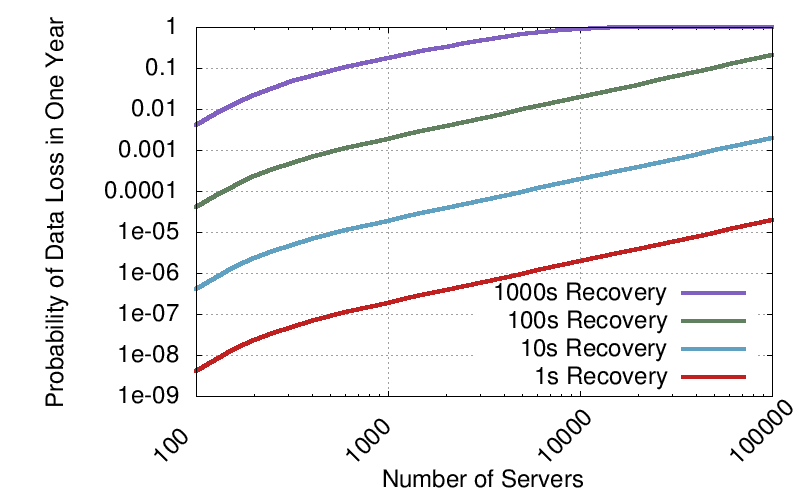 Probability of Data Loss in One Year
1
0.1
0.01
0.001
0.0001
1e-05
1e-06
1e-07
1e-08
1e-09
1000s Recovery
100s Recovery
10s Recovery
1s Recovery
100
1000
10000
100000
Number of Servers